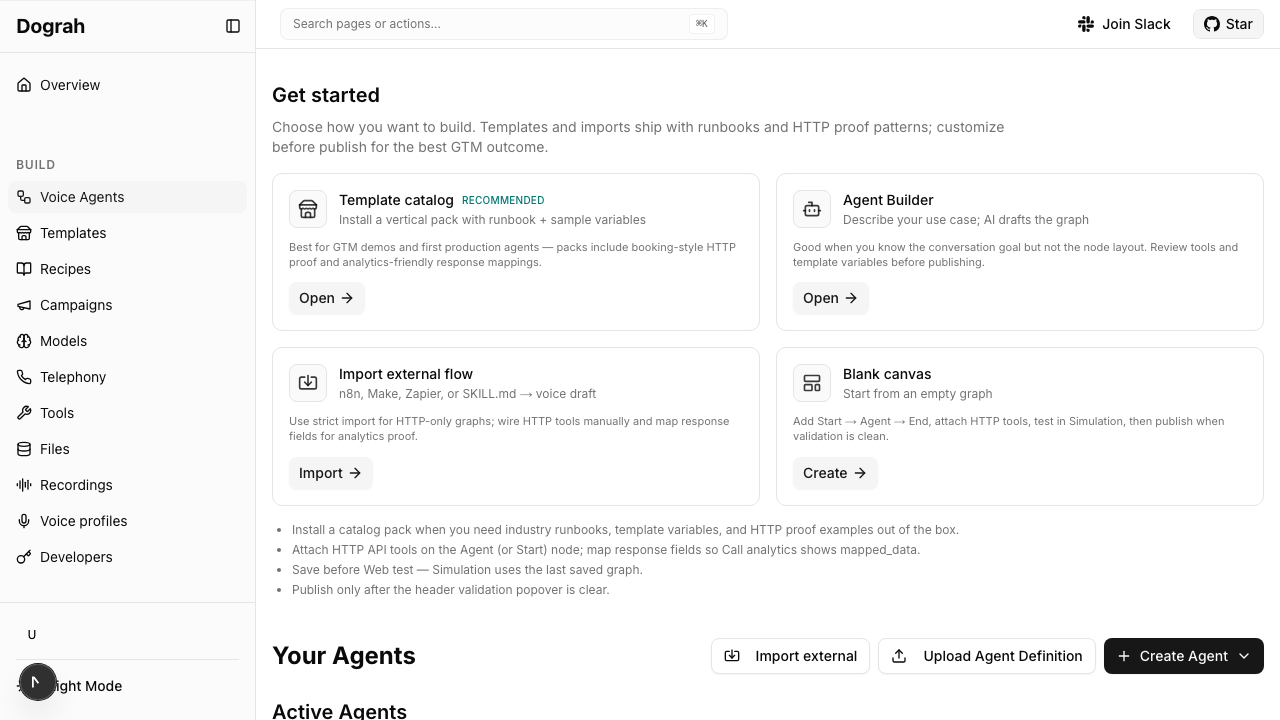 Dograh
Search pages or actions...
⌘K
Join Slack
Star
Overview
BUILD
Voice Agents
Templates
Recipes
Campaigns
Models
Telephony
Tools
Files
Recordings
Voice profiles
Developers
U
ight Mode
Get started
Choose how you want to build. Templates and imports ship with runbooks and HTTP proof patterns; customize
before publish for the best GTM outcome.
Template catalog RECOMMENDED
Install a vertical pack with runbook + sample variables
Best for GTM demos and first production agents — packs include booking-style HTTP
proof and analytics-friendly response mappings.
Open →
Agent Builder
Describe your use case; AI drafts the graph
Good when you know the conversation goal but not the node layout. Review tools and
template variables before publishing.
Open →
Import external flow
n8n, Make, Zapier, or SKILL.md → voice draft
Use strict import for HTTP-only graphs; wire HTTP tools manually and map response
fields for analytics proof.
Import →
Blank canvas
Start from an empty graph
Add Start → Agent → End, attach HTTP tools, test in Simulation, then publish when
validation is clean.
Create →
• Install a catalog pack when you need industry runbooks, template variables, and HTTP proof examples out of the box.
• Attach HTTP API tools on the Agent (or Start) node; map response fields so Call analytics shows mapped_data.
• Save before Web test — Simulation uses the last saved graph.
• Publish only after the header validation popover is clear.
Your Agents
Import external
Upload Agent Definition
+ Create Agent
Active Agents